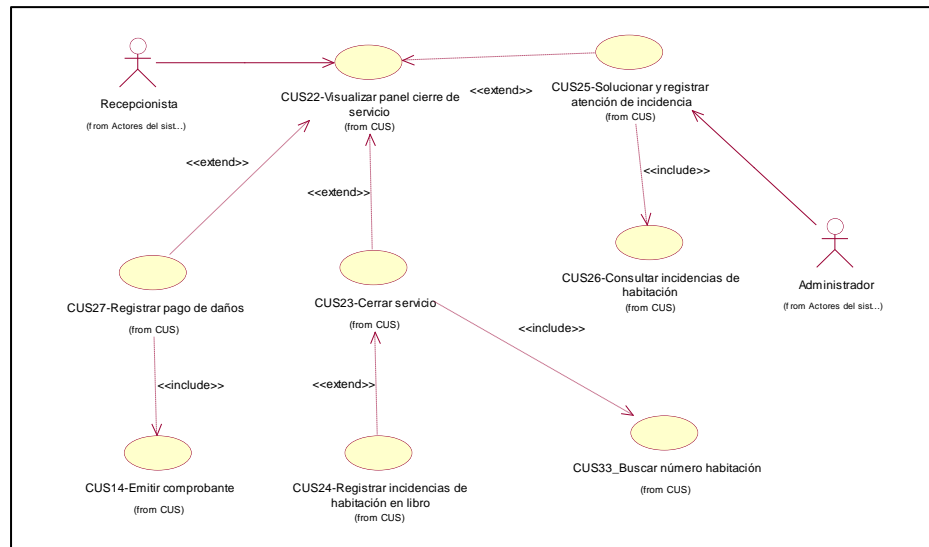 Recepcionista
(from Actores del sist...)
CUS22-Visualizar panel cierre de
servicio
(from CUS)
<<extend>>
CUS25-Solucionar y registrar
atención de incidencia
(from CUS)
<<extend>>
<<extend>>
<<include>>
CUS27-Registrar pago de daños
(from CUS)
CUS23-Cerrar servicio
(from CUS)
CUS26-Consultar incidencias de
habitación
(from CUS)
Administrador
(from Actores del sist...)
<<include>>
<<extend>>
<<include>>
CUS14-Emitir comprobante
(from CUS)
CUS24-Registrar incidencias de
habitación en libro
(from CUS)
CUS33_Buscar número habitación
(from CUS)